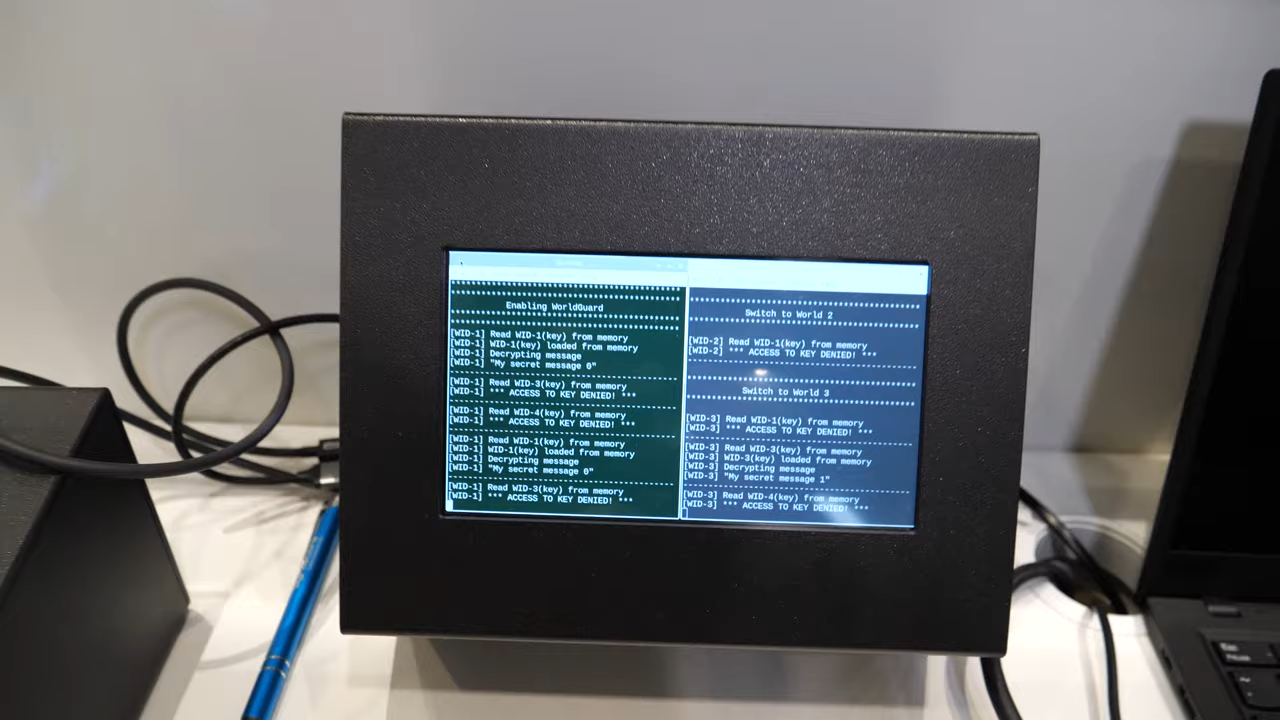 ****************************************************
****************************************************
Enabling WorldGuard
****************************************************
****************************************************
[WID-1] Read WID-1(key) from memory
[WID-1] WID-1(key) loaded from memory
[WID-1] Decrypting message
[WID-1] "My secret message 0"
----------------------------------------------------
[WID-1] Read WID-3(key) from memory
[WID-1] *** ACCESS TO KEY DENIED! ***
----------------------------------------------------
[WID-1] Read WID-4(key) from memory
[WID-1] *** ACCESS TO KEY DENIED! ***
----------------------------------------------------
[WID-1] Read WID-1(key) from memory
[WID-1] WID-1(key) loaded from memory
[WID-1] Decrypting message
[WID-1] "My secret message 0"
----------------------------------------------------
[WID-1] Read WID-3(key) from memory
[WID-1] *** ACCESS TO KEY DENIED! ***
****************************************************
Switch to World 2
****************************************************
[WID-2] Read WID-1(key) from memory
[WID-2] *** ACCESS TO KEY DENIED! ***
----------------------------------------------------
****************************************************
Switch to World 3
****************************************************
[WID-3] Read WID-1(key) from memory
[WID-3] *** ACCESS TO KEY DENIED! ***
----------------------------------------------------
[WID-3] Read WID-3(key) from memory
[WID-3] WID-3(key) loaded from memory
[WID-3] Decrypting message
[WID-3] "My secret message 1"
----------------------------------------------------
[WID-3] Read WID-4(key) from memory
[WID-3] *** ACCESS TO KEY DENIED! ***